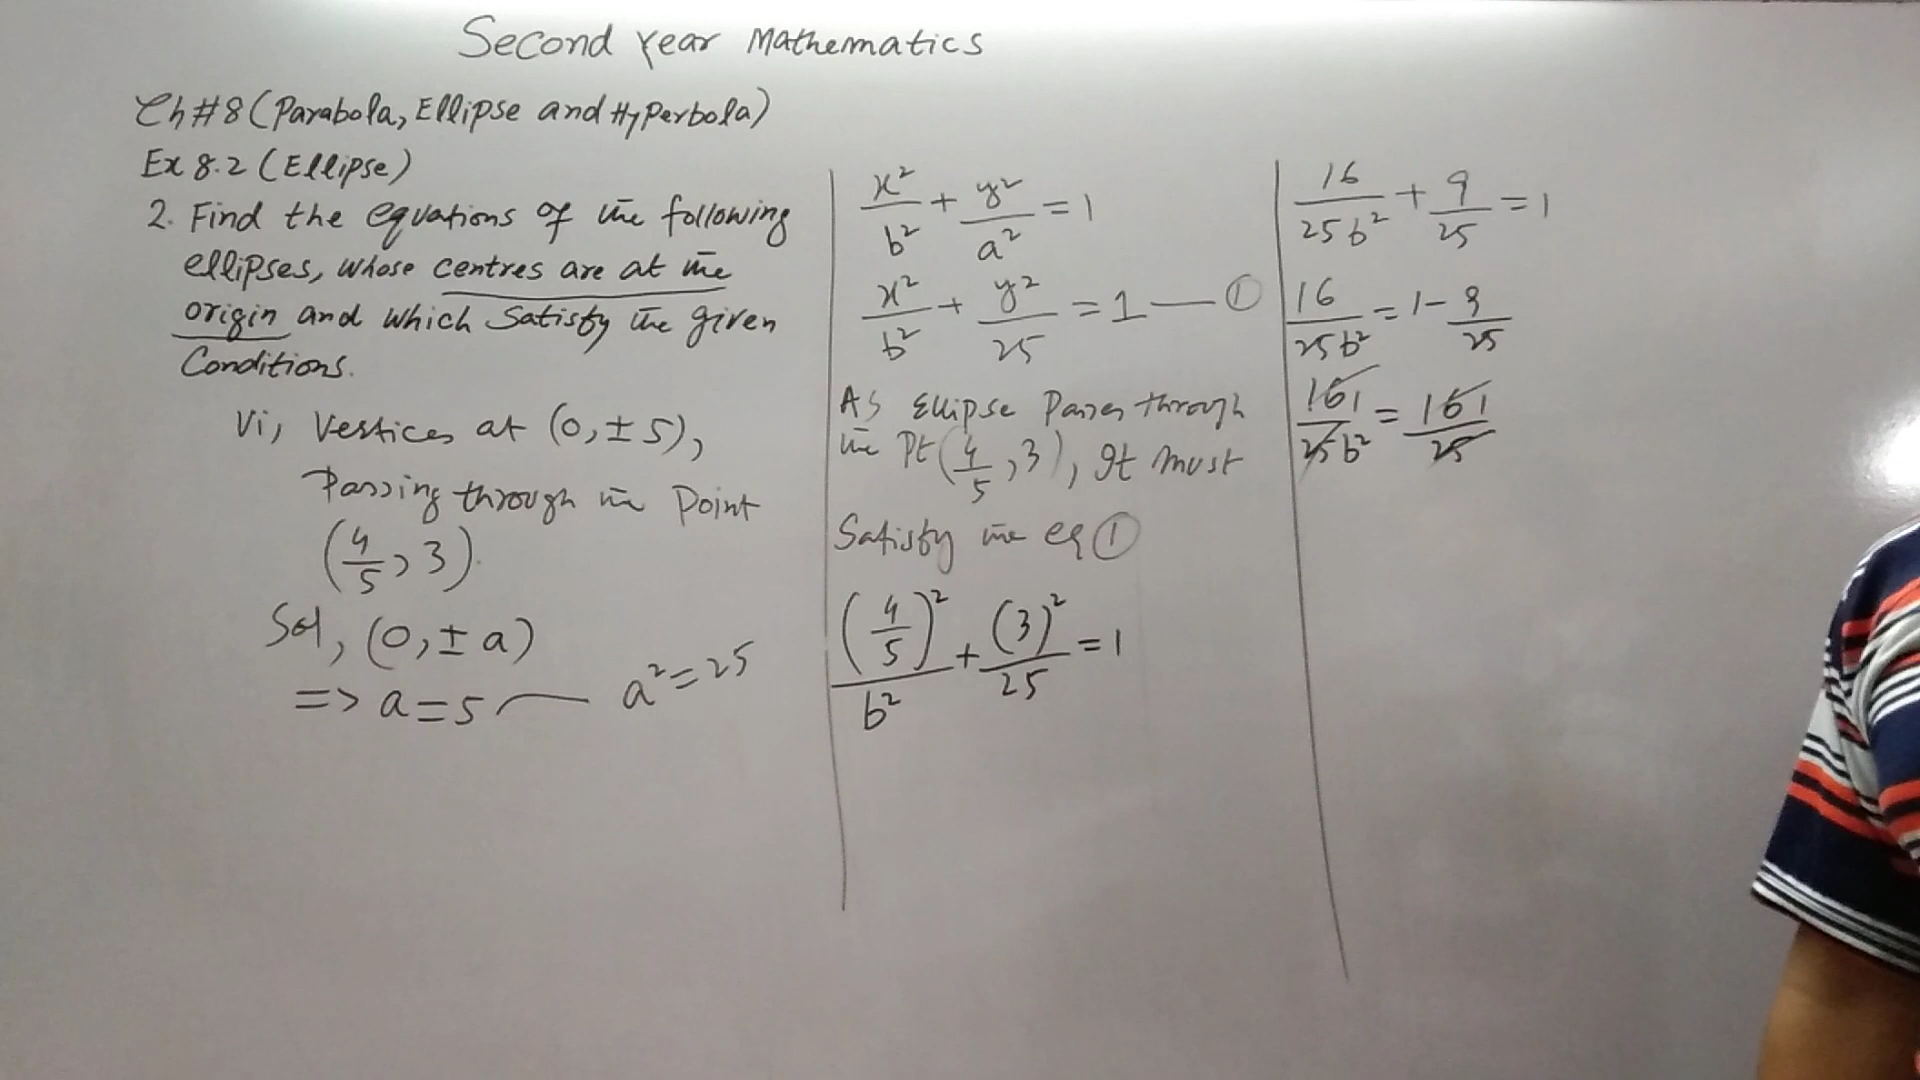 Second Year Mathematics
Ch#8 (Parabola, Ellipse and Hyperbola)
Ex 8.2 (Ellipse)
2. Find the equations of the following
ellipses, whose centres are at the
origin and which Satisfy the given
Conditions.
vi, Vertices at (0, ± 5),
Passing through the Point
(4/5, 3).
Sol, (0, ± a)
=> a = 5 — a² = 25
x²/b² + y²/a² = 1
x²/b² + y²/25 = 1 — ①
As Ellipse Passes through
the Pt (4/5, 3), It must
Satisfy the eq ①
(4/5)²/b² + (3)²/25 = 1
16/25b² + 9/25 = 1
16/25b² = 1 - 9/25
16 1/25b² = 16 1/25